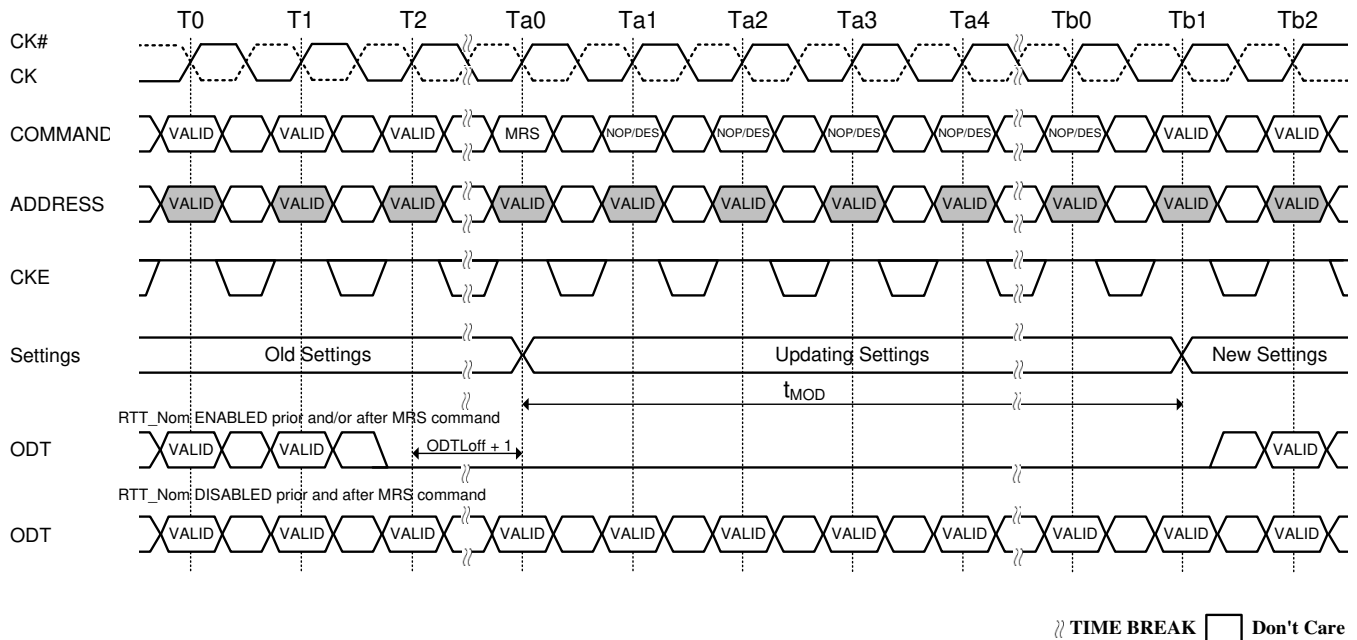 T0 T1 T2 Ta0 Ta1 Ta2 Ta3 Ta4 Tb0 Tb1 Tb2
CK#
CK
COMMAND VALID VALID VALID MRS NOP/DES NOP/DES NOP/DES NOP/DES NOP/DES VALID VALID
ADDRESS VALID VALID VALID VALID VALID VALID VALID VALID VALID VALID VALID
CKE
Settings Old Settings Updating Settings New Settings
tMOD
RTT_Nom ENABLED prior and/or after MRS command
ODT VALID VALID ODTLoff + 1 VALID
RTT_Nom DISABLED prior and after MRS command
ODT VALID VALID VALID VALID VALID VALID VALID VALID VALID VALID VALID
TIME BREAK Don't Care